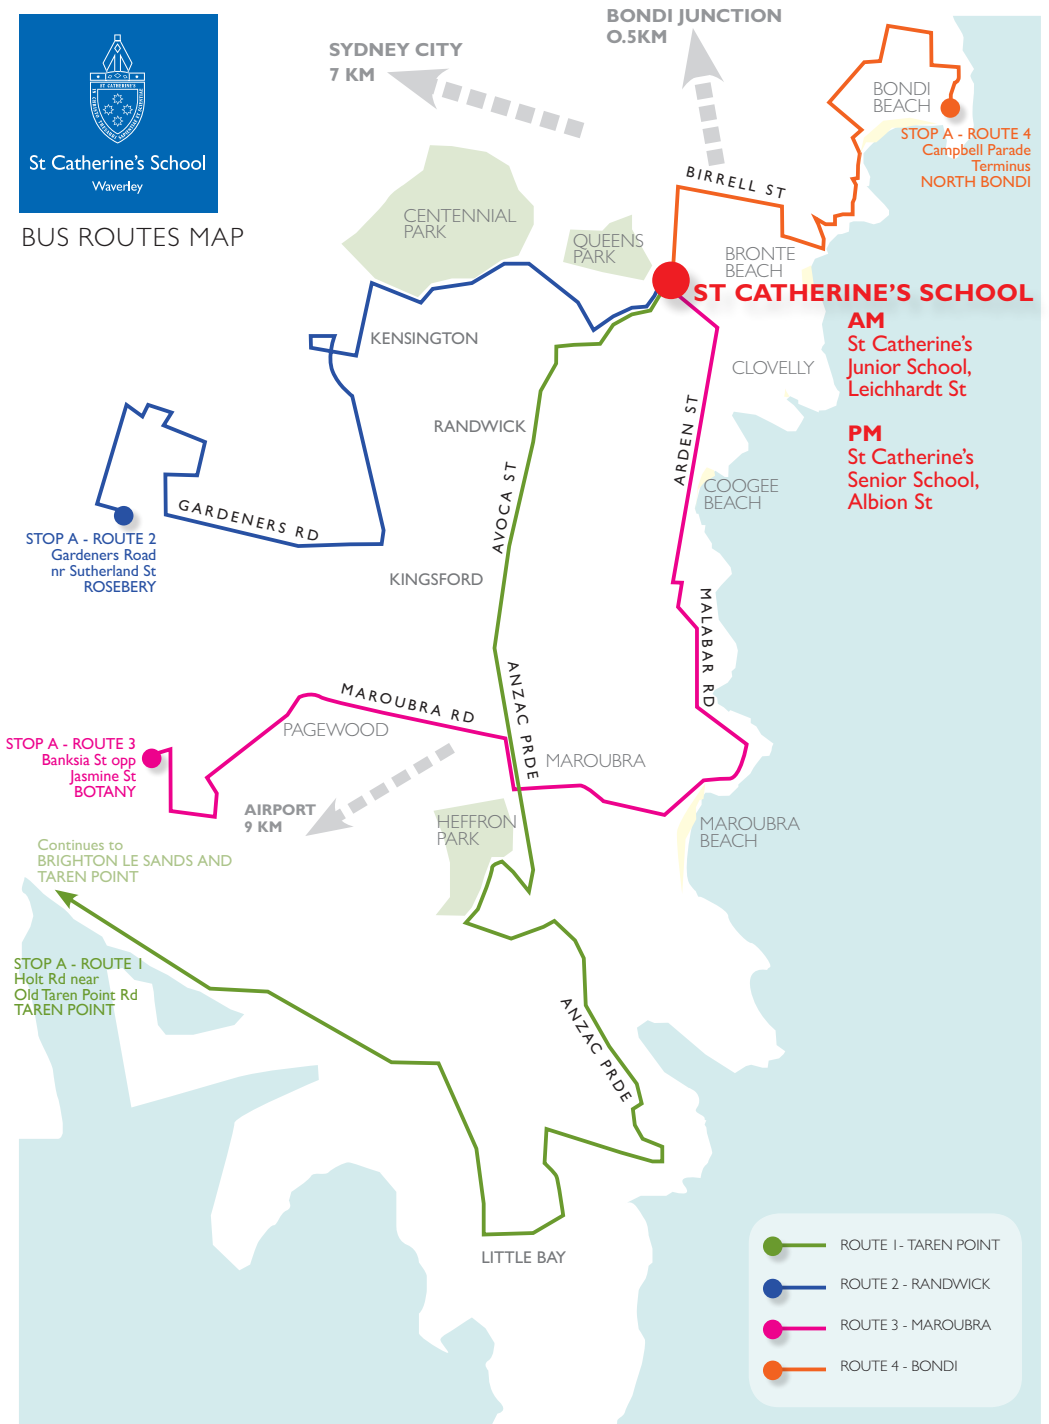 BONDI JUNCTION
O.5KM
SYDNEY CITY
7 KM
ST CATHERINE'S
St Catherine's School
Waverley
BUS ROUTES MAP
BONDI
BEACH
STOP A - ROUTE 4
Campbell Parade
Terminus
NORTH BONDI
BIRRELL ST
CENTENNIAL
PARK
QUEENS
PARK
BRONTE
BEACH
ST CATHERINE'S SCHOOL
AM
St Catherine's
Junior School,
Leichhardt St
PM
St Catherine's
Senior School,
Albion St
KENSINGTON
CLOVELLY
RANDWICK
ARDEN ST
AVOCA ST
COOGEE
BEACH
GARDENERS RD
STOP A - ROUTE 2
Gardeners Road
nr Sutherland St
ROSEBERY
KINGSFORD
MALABAR RD
ANZAC PRDE
MAROUBRA RD
PAGEWOOD
STOP A - ROUTE 3
Banksia St opp
Jasmine St
BOTANY
MAROUBRA
AIRPORT
9 KM
HEFFRON
PARK
MAROUBRA
BEACH
Continues to
BRIGHTON LE SANDS AND
TAREN POINT
STOP A - ROUTE 1
Holt Rd near
Old Taren Point Rd
TAREN POINT
ANZAC PRDE
LITTLE BAY
ROUTE 1- TAREN POINT
ROUTE 2 - RANDWICK
ROUTE 3 - MAROUBRA
ROUTE 4 - BONDI